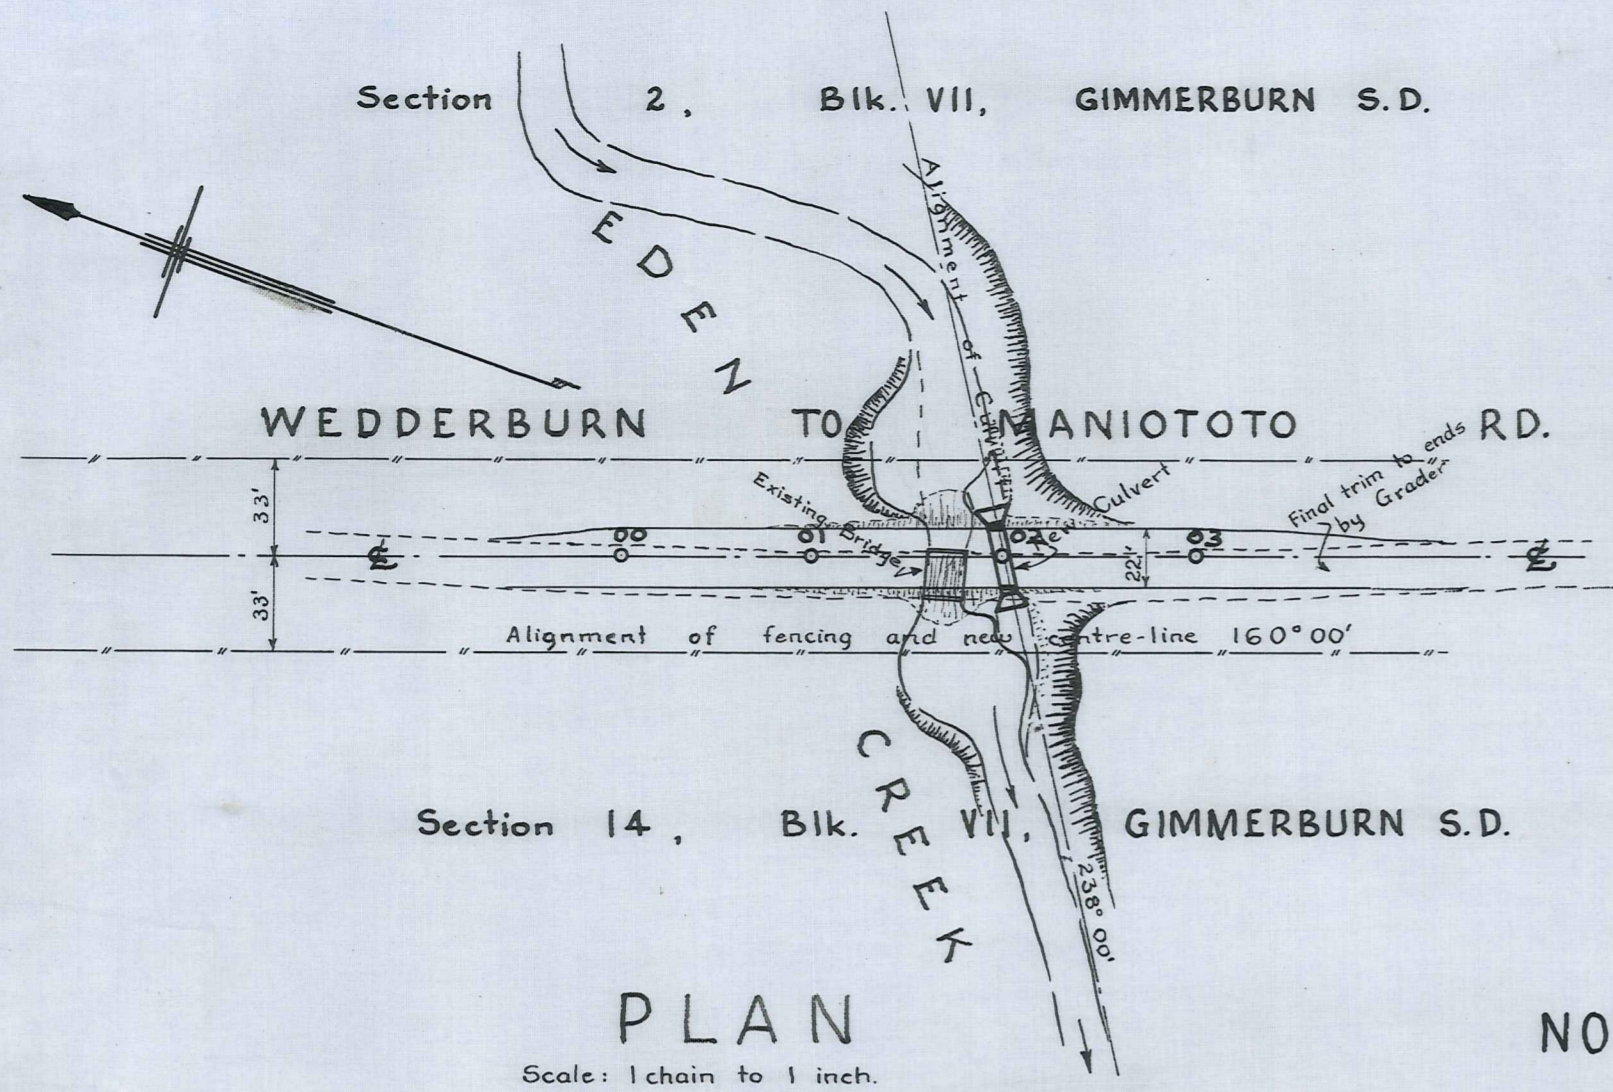 Section 2, Blk. VII, GIMMERBURN S.D.
Alignment of Culvert
EDEN
WEDDERBURN TO MANIOTOTO RD.
Existing Bridge
New Culvert
Final trim to ends
by Grader
33'
33'
℄
00
01
02
03
22'
℄
Alignment of fencing and new centre-line 160°00'
CREEK
Section 14, Blk. VII, GIMMERBURN S.D.
238° 00'
PLAN
Scale: 1 chain to 1 inch.
NO